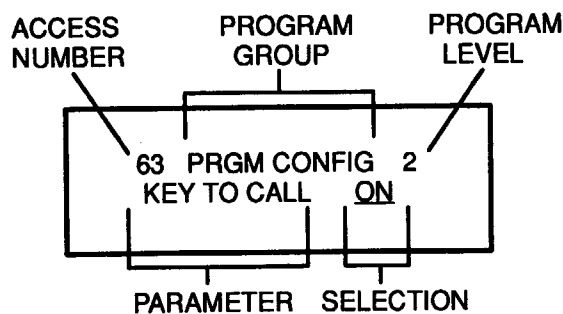 ACCESS NUMBER PROGRAM GROUP PROGRAM LEVEL
63 PRGM CONFIG 2
KEY TO CALL ON
PARAMETER SELECTION